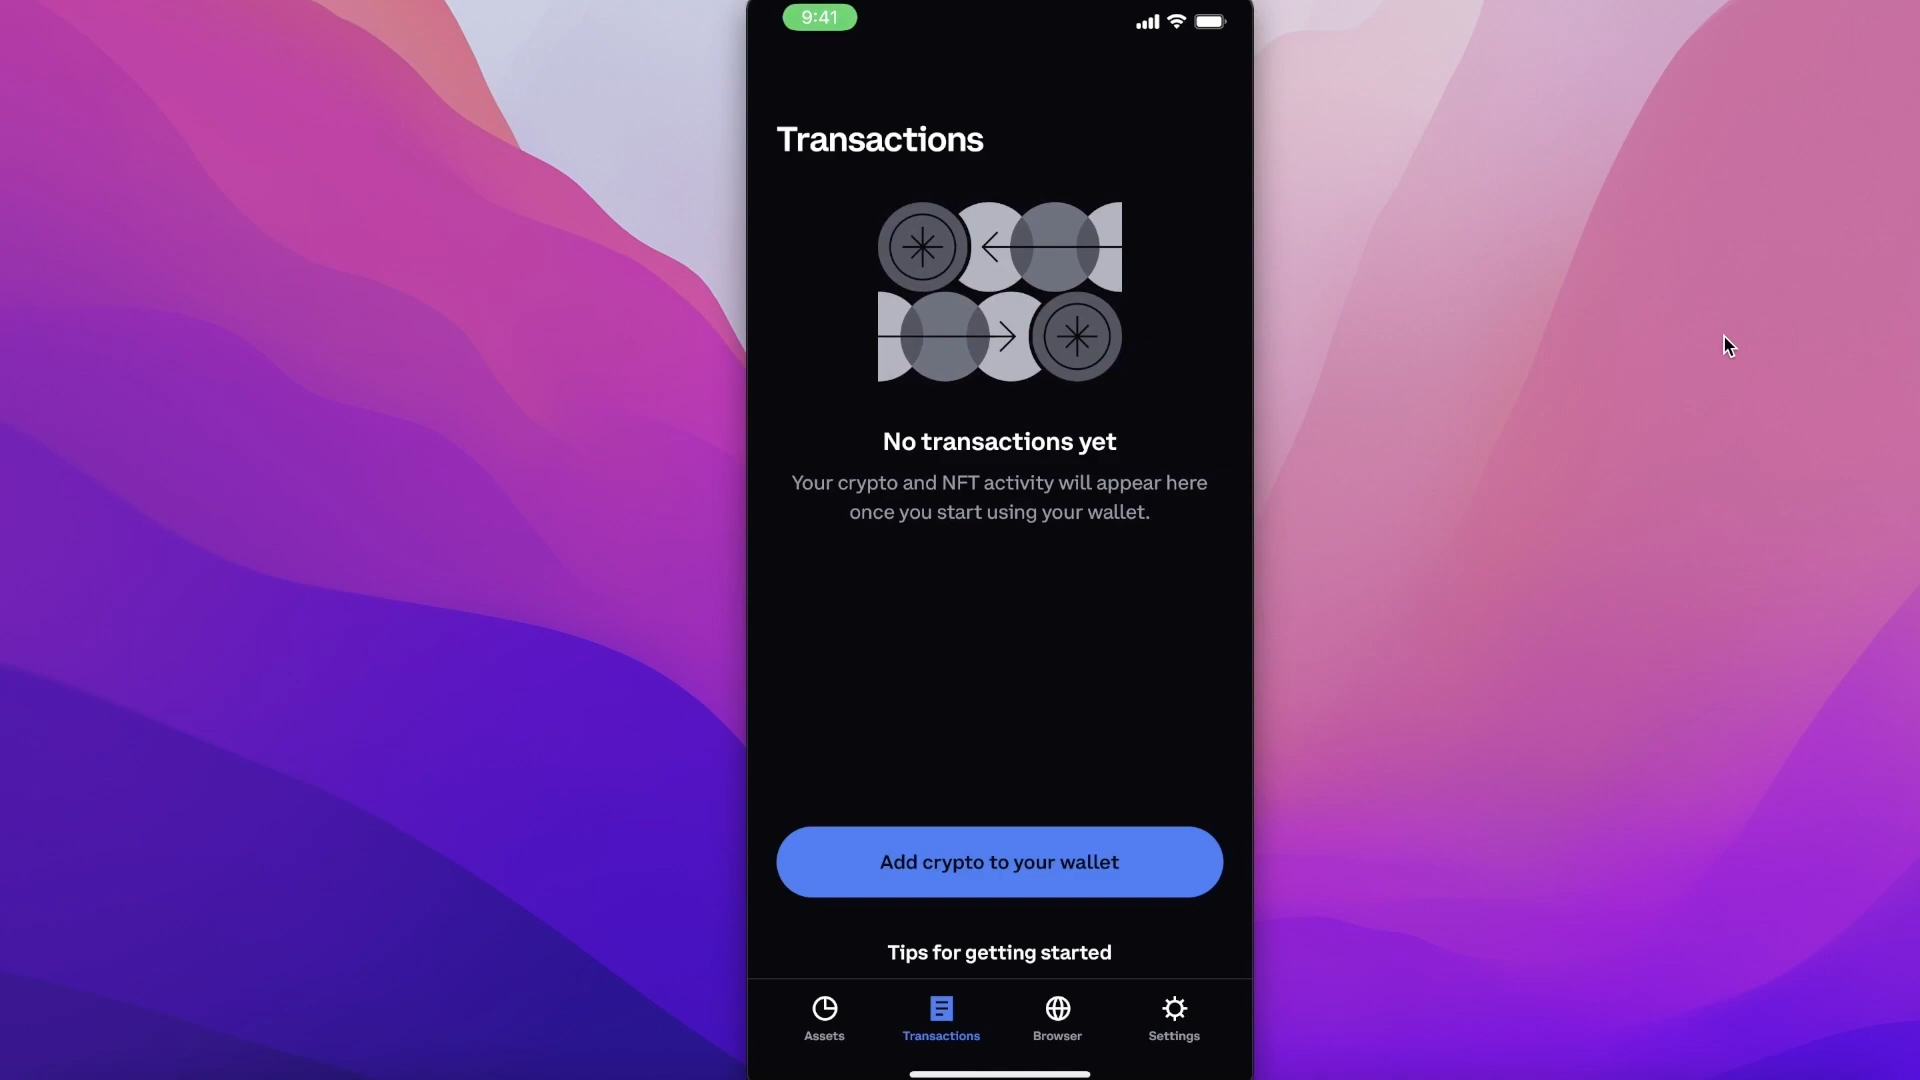 9:41
Transactions
No transactions yet
Your crypto and NFT activity will appear here
once you start using your wallet.
Add crypto to your wallet
Tips for getting started
Assets
Transactions
Browser
Settings